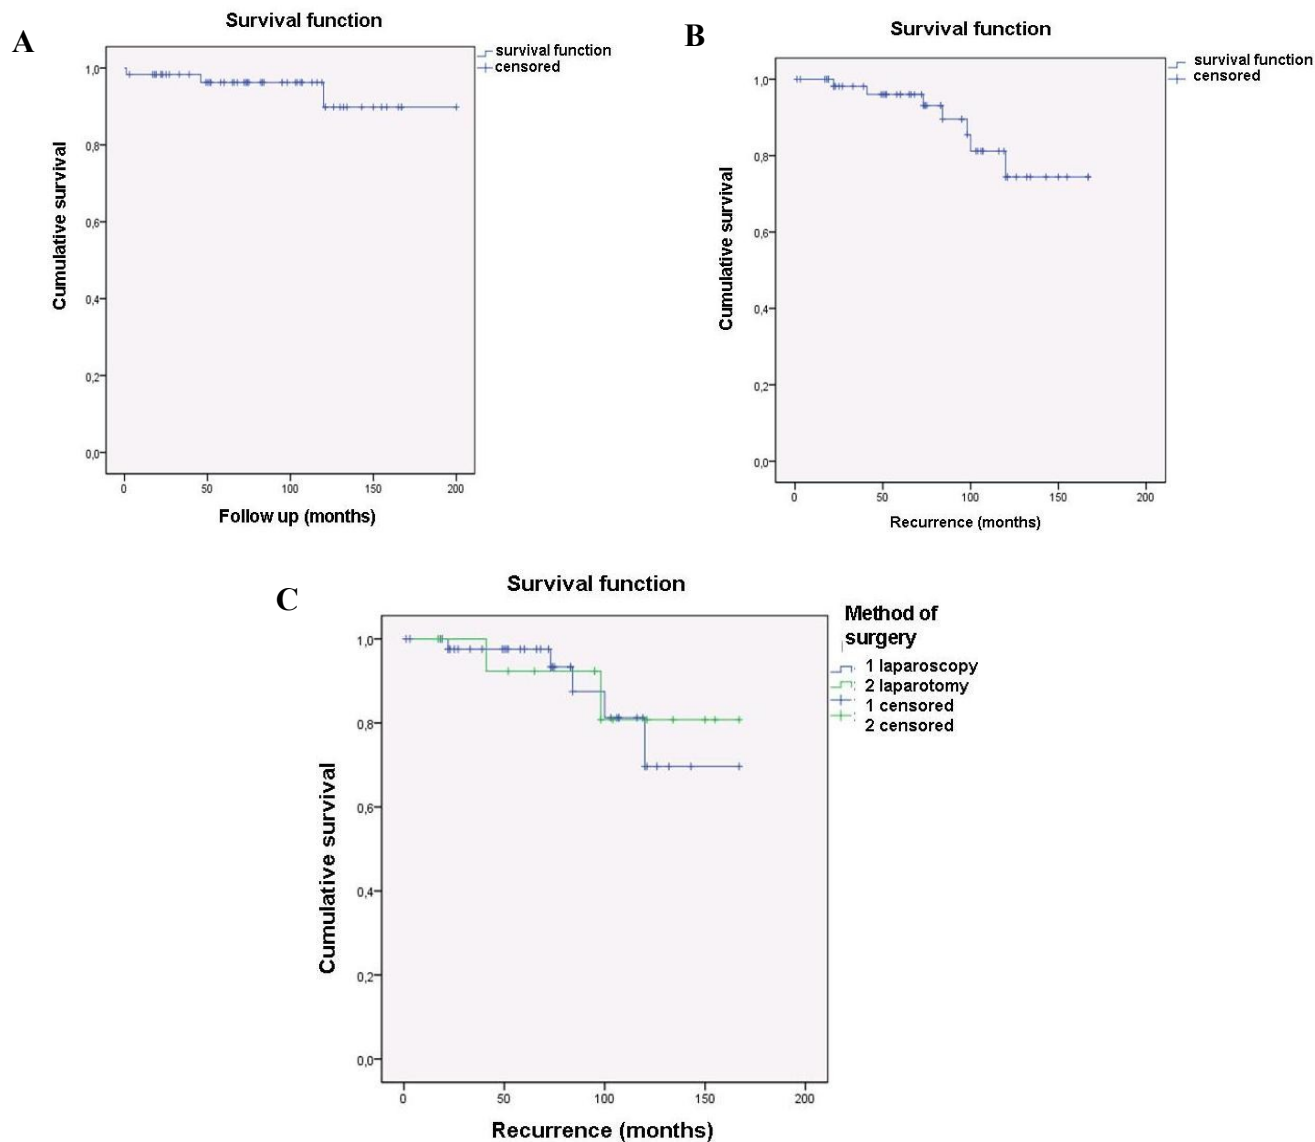 A
Survival function
survival function
censored
1,0
0,8
0,6
0,4
0,2
0,0
Cumulative survival
0 50 100 150 200
Follow up (months)
B
Survival function
survival function
censored
1,0
0,8
0,6
0,4
0,2
0,0
Cumulative survival
0 50 100 150 200
Recurrence (months)
C
Survival function
Method of
surgery
1 laparoscopy
2 laparotomy
1 censored
2 censored
1,0
0,8
0,6
0,4
0,2
0,0
Cumulative survival
0 50 100 150 200
Recurrence (months)